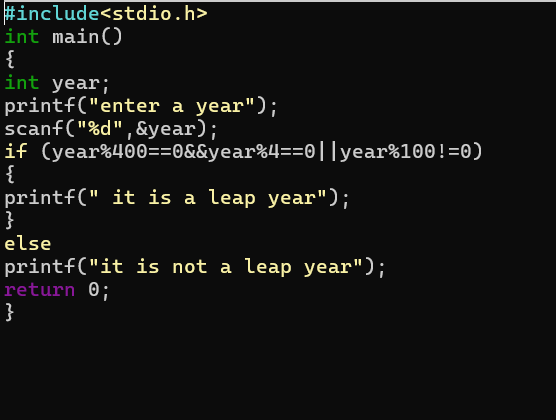 #include<stdio.h>
int main()
{
int year;
printf("enter a year");
scanf("%d",&year);
if (year%400==0&&year%4==0||year%100!=0)
{
printf(" it is a leap year");
}
else
printf("it is not a leap year");
return 0;
}